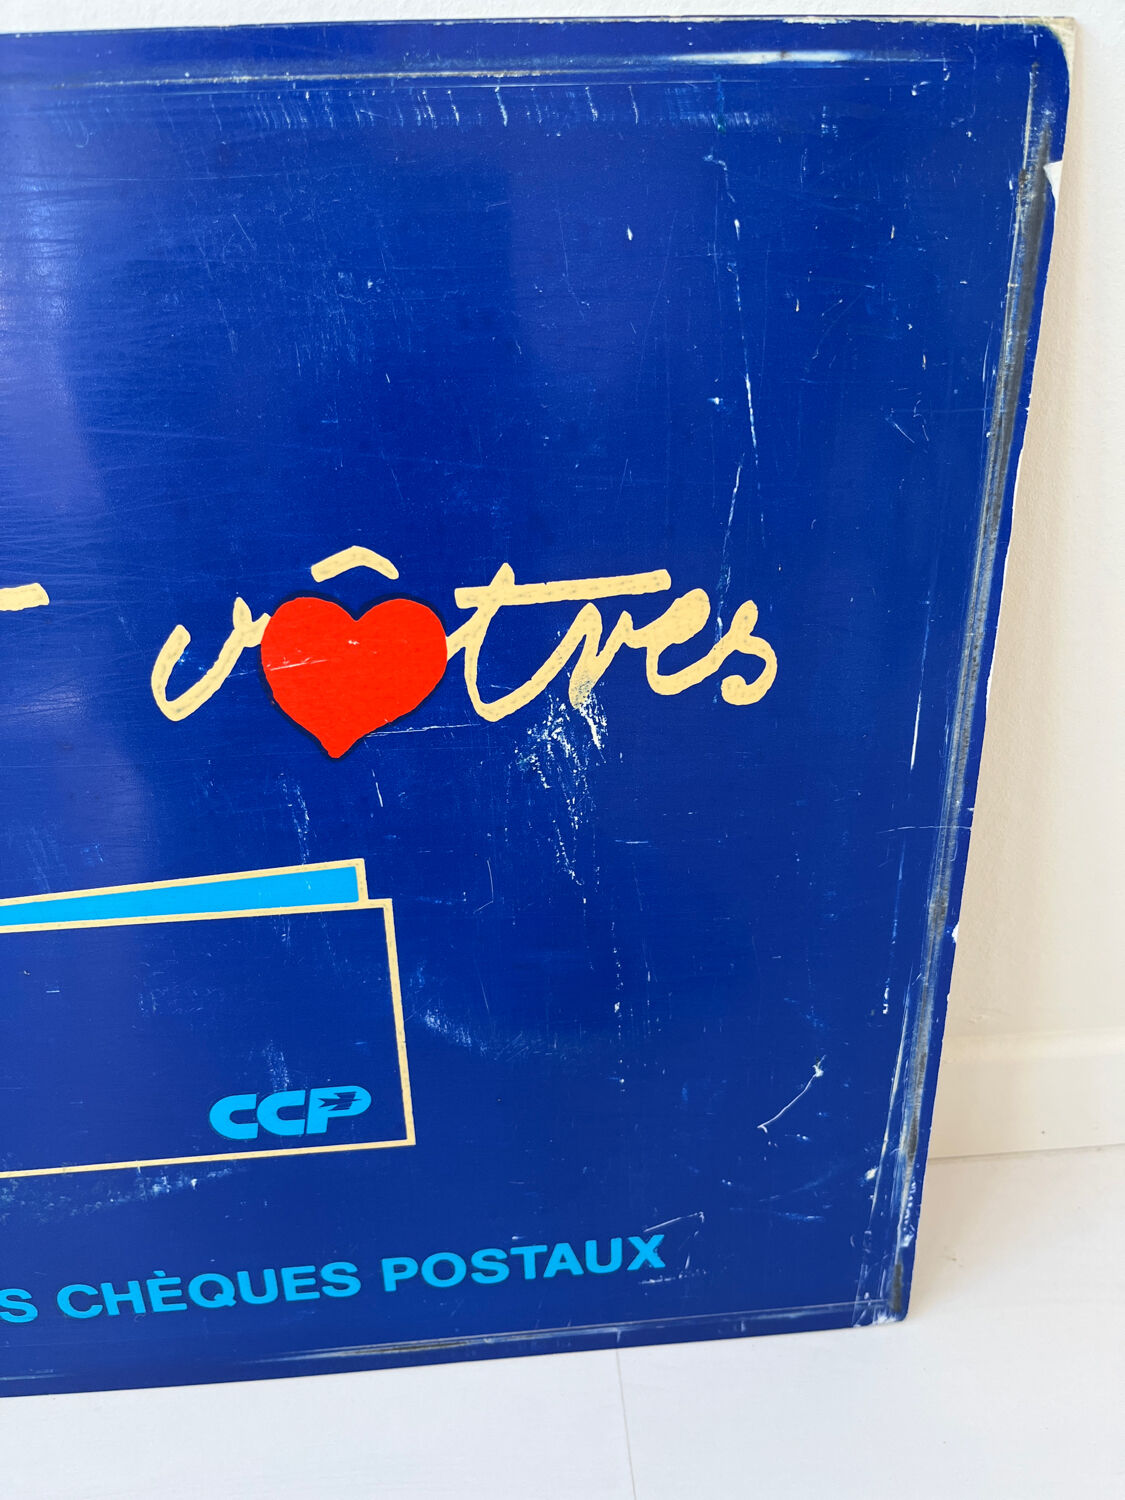 vôtres
CCP
S CHÈQUES POSTAUX